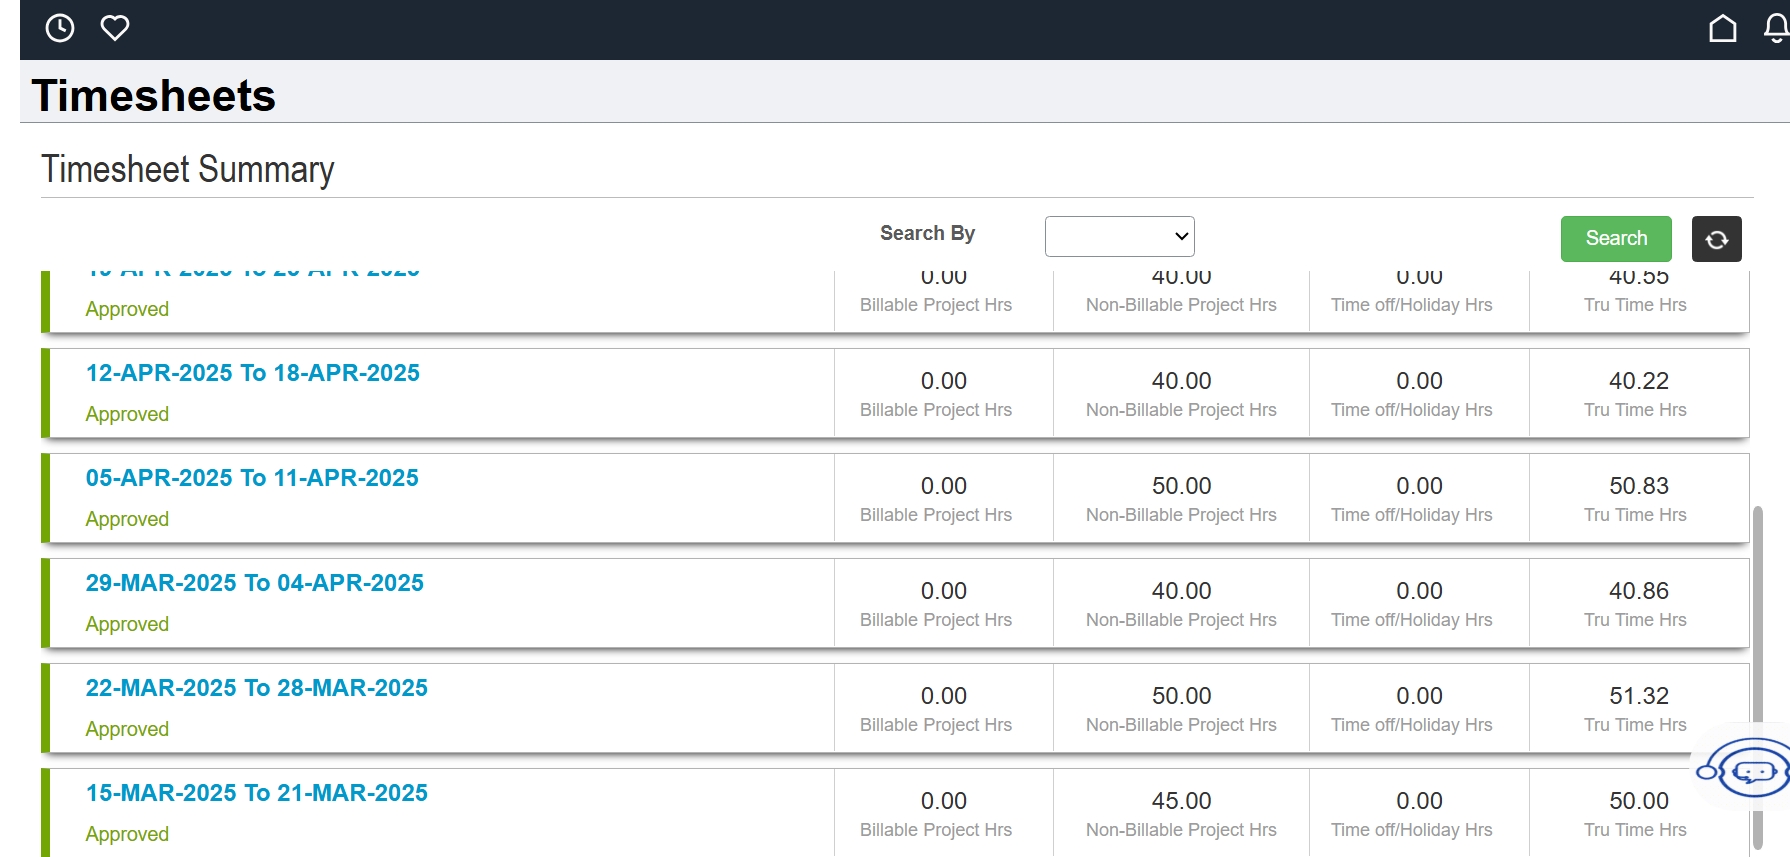 Timesheets
Timesheet Summary
Search By
Search
19-APR-2025 To 25-APR-2025
0.00 40.00 0.00 40.55
Approved Billable Project Hrs Non-Billable Project Hrs Time off/Holiday Hrs Tru Time Hrs
12-APR-2025 To 18-APR-2025
0.00 40.00 0.00 40.22
Approved Billable Project Hrs Non-Billable Project Hrs Time off/Holiday Hrs Tru Time Hrs
05-APR-2025 To 11-APR-2025
0.00 50.00 0.00 50.83
Approved Billable Project Hrs Non-Billable Project Hrs Time off/Holiday Hrs Tru Time Hrs
29-MAR-2025 To 04-APR-2025
0.00 40.00 0.00 40.86
Approved Billable Project Hrs Non-Billable Project Hrs Time off/Holiday Hrs Tru Time Hrs
22-MAR-2025 To 28-MAR-2025
0.00 50.00 0.00 51.32
Approved Billable Project Hrs Non-Billable Project Hrs Time off/Holiday Hrs Tru Time Hrs
15-MAR-2025 To 21-MAR-2025
0.00 45.00 0.00 50.00
Approved Billable Project Hrs Non-Billable Project Hrs Time off/Holiday Hrs Tru Time Hrs